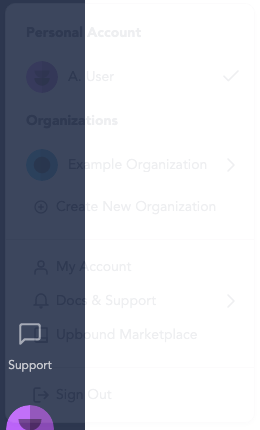 Personal Account
A. User
Organizations
Example Organization
Create New Organization
My Account
Docs & Support
Upbound Marketplace
Support
Sign Out